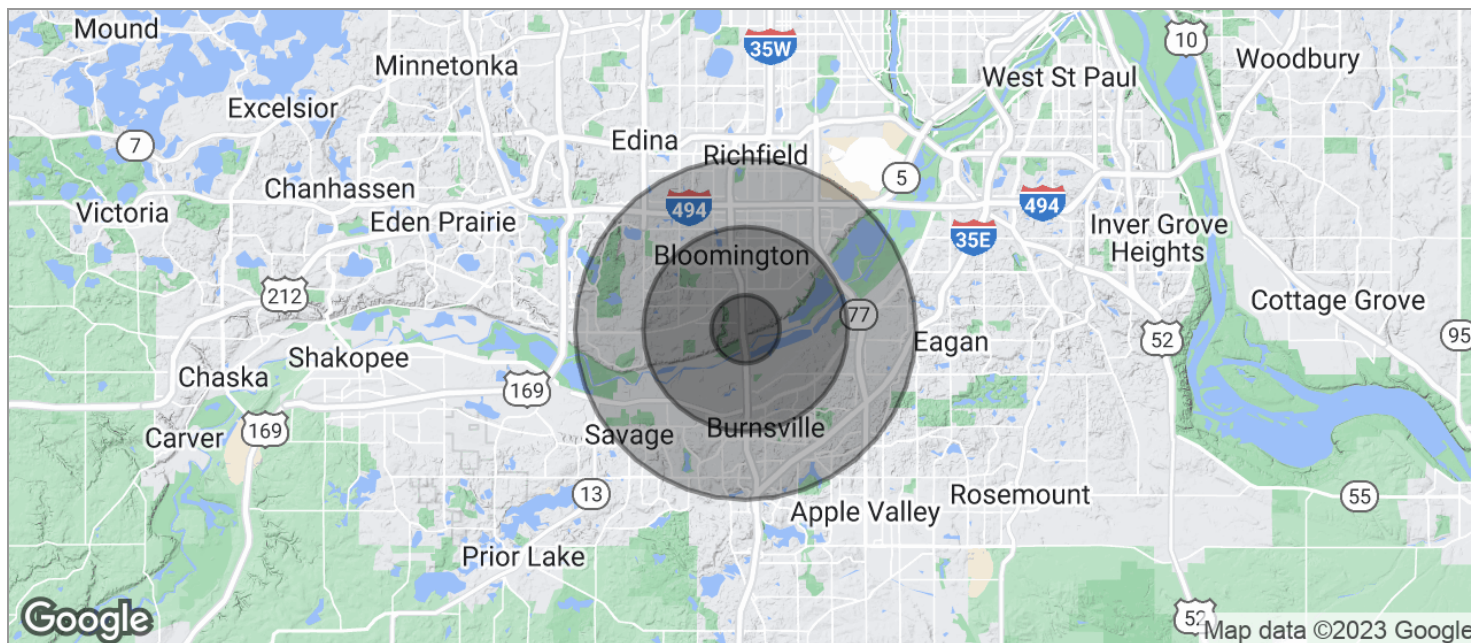 Mound
35W
10
Woodbury
Minnetonka
West St Paul
Excelsior
Edina
7
Richfield
5
Chanhassen
494
494
Victoria
Eden Prairie
35E
Inver Grove
Heights
Bloomington
212
77
Cottage Grove
52
95
Eagan
Shakopee
Chaska
169
Carver
169
Savage
Burnsville
13
Rosemount
55
Apple Valley
Prior Lake
Google
52
Map data ©2023 Google